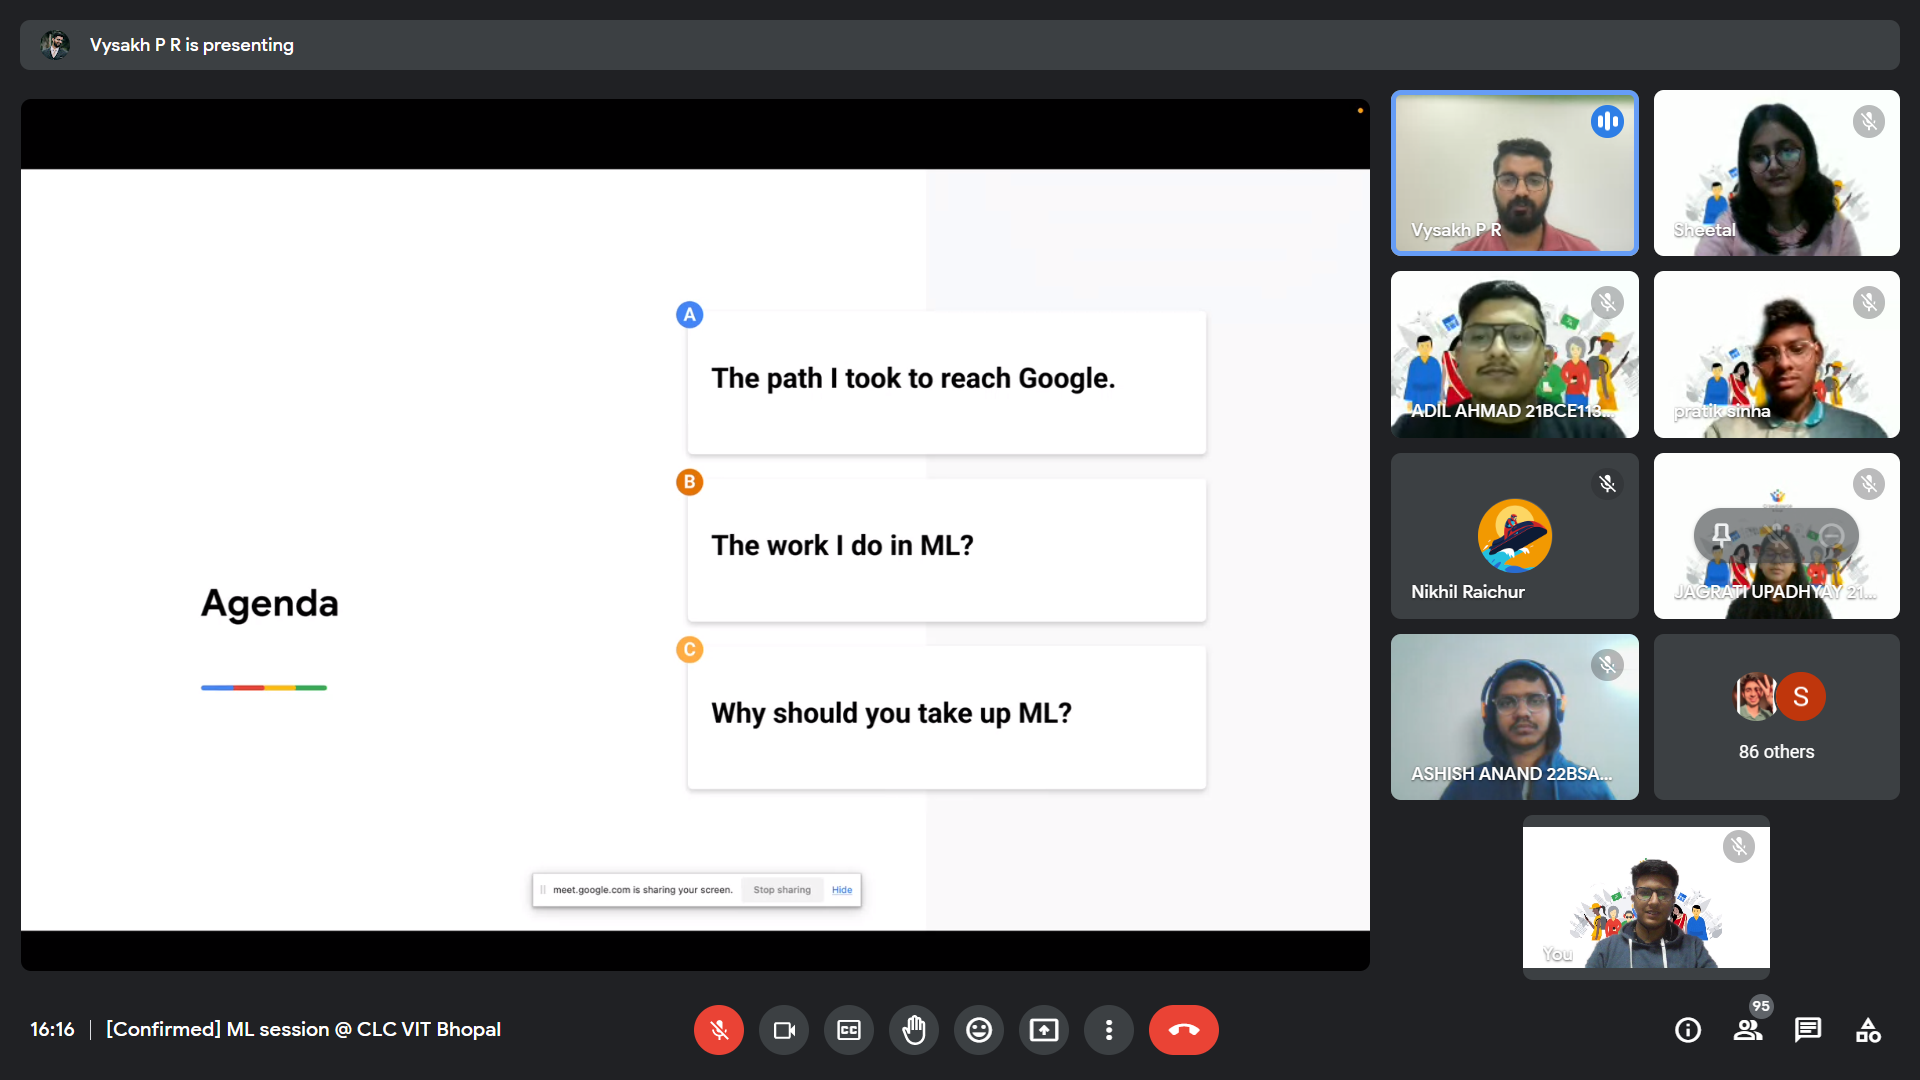 Vysakh P R is presenting
Agenda
A
The path I took to reach Google.
B
The work I do in ML?
C
Why should you take up ML?
meet.google.com is sharing your screen.
Stop sharing
Hide
Vysakh P R
Sheetal
ADIL AHMAD 21BCE113...
pratik sinha
Nikhil Raichur
JAGRATI UPADHYAY 21...
ASHISH ANAND 22BSA...
S
86 others
You
16:16 | [Confirmed] ML session @ CLC VIT Bhopal
CC
95